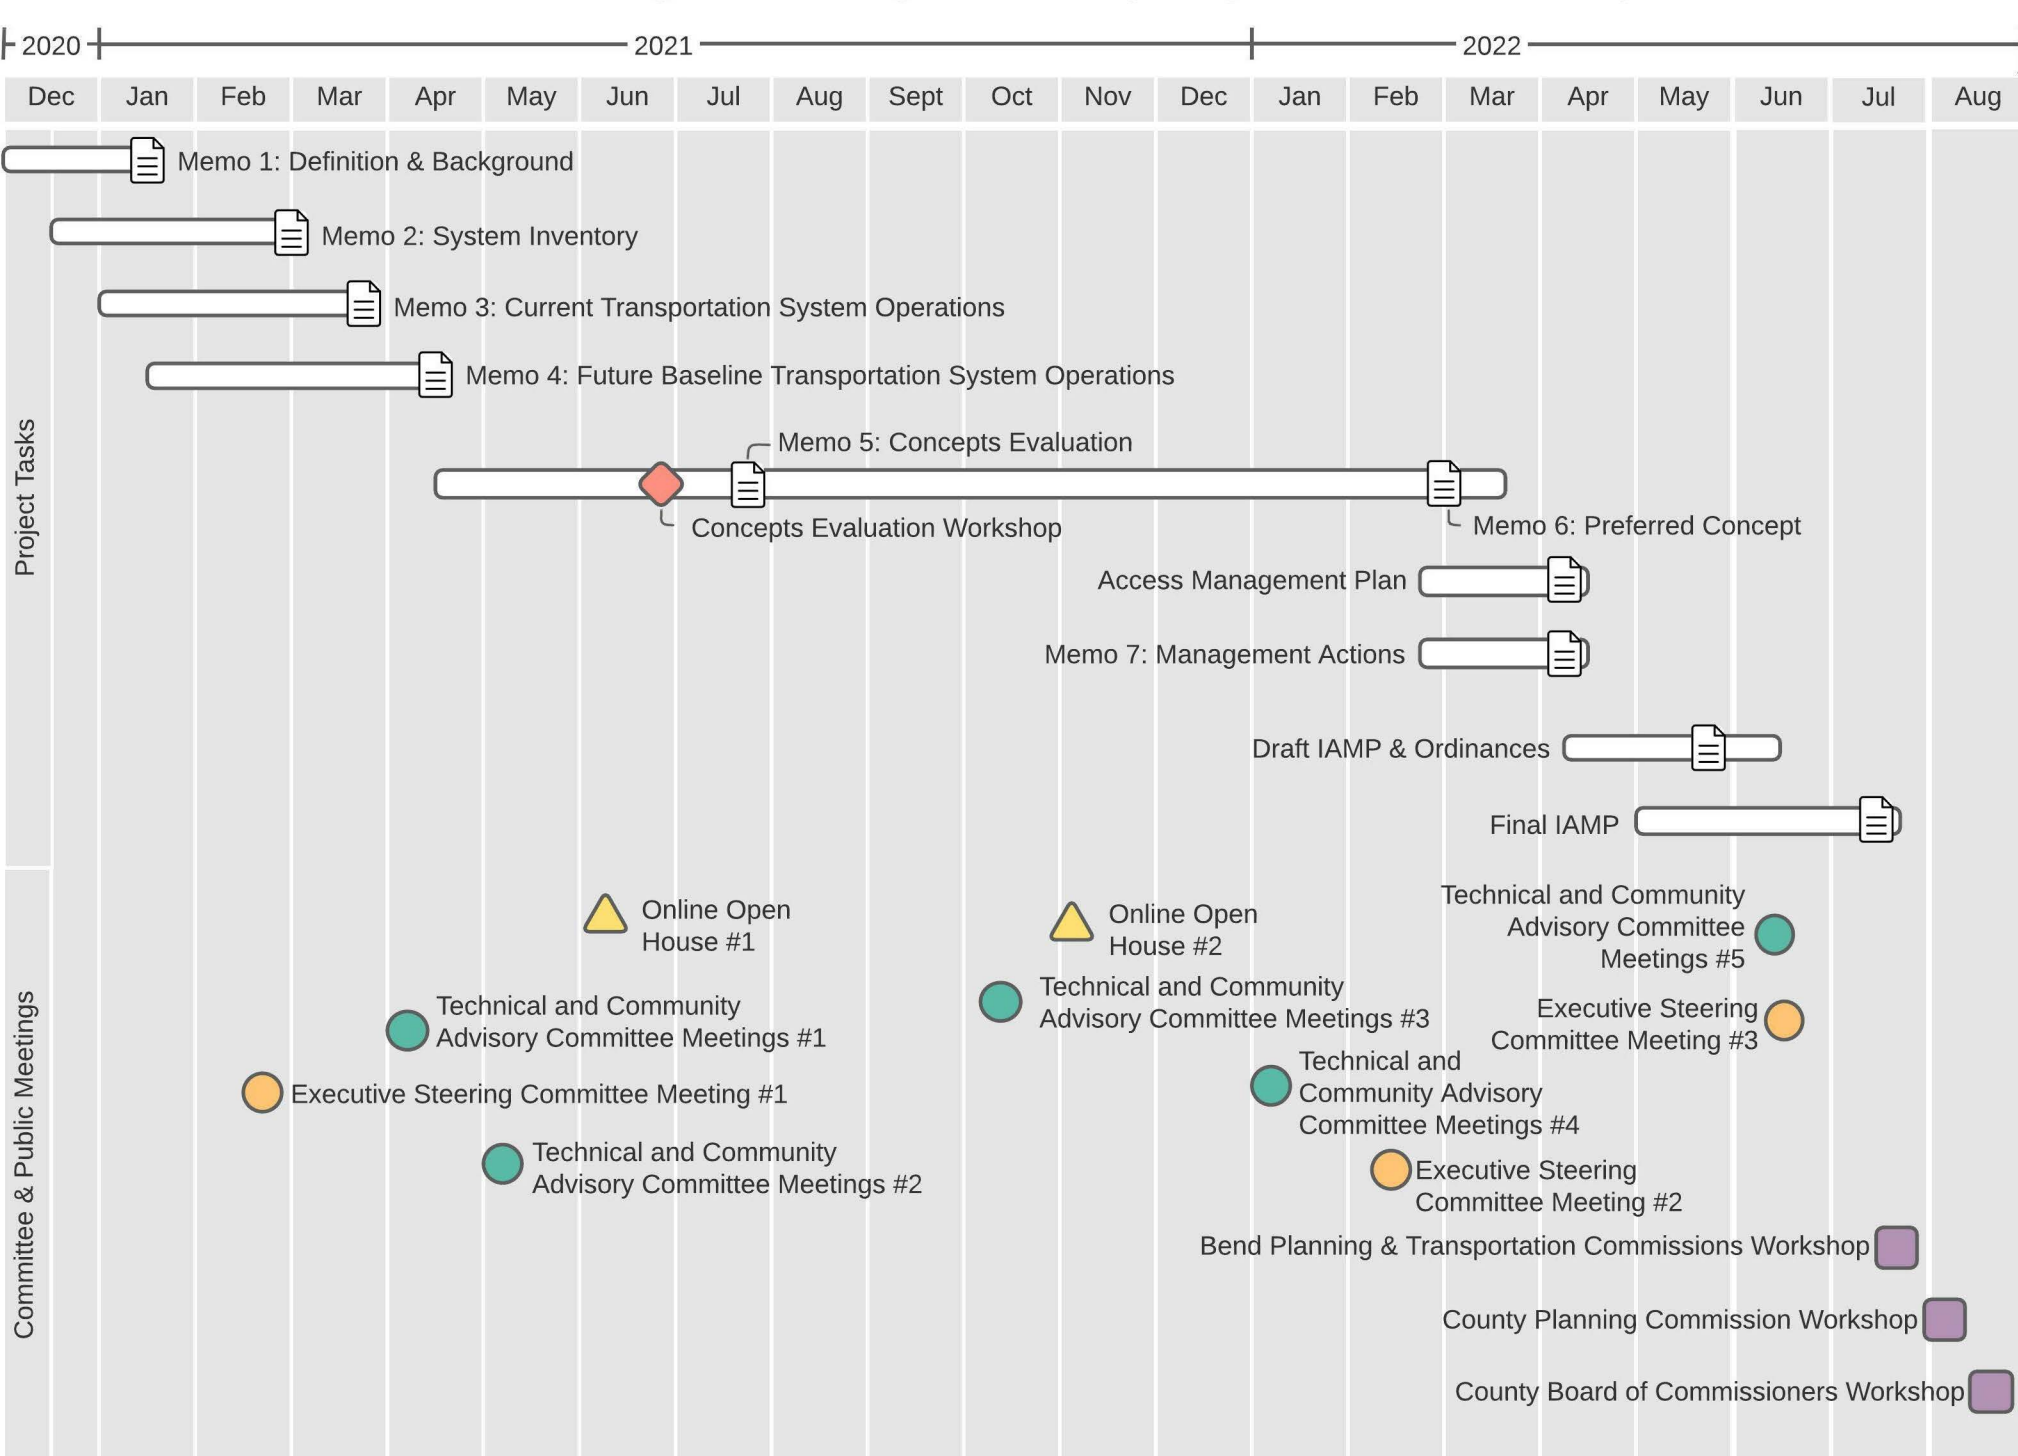 2020 2021 2022
Dec Jan Feb Mar Apr May Jun Jul Aug Sept Oct Nov Dec Jan Feb Mar Apr May Jun Jul Aug
Project Tasks
Memo 1: Definition & Background
Memo 2: System Inventory
Memo 3: Current Transportation System Operations
Memo 4: Future Baseline Transportation System Operations
Memo 5: Concepts Evaluation
Concepts Evaluation Workshop
Memo 6: Preferred Concept
Access Management Plan
Memo 7: Management Actions
Draft IAMP & Ordinances
Final IAMP
Committee & Public Meetings
Online Open
House #1
Online Open
House #2
Technical and Community
Advisory Committee
Meetings #5
Technical and Community
Advisory Committee Meetings #1
Technical and Community
Advisory Committee Meetings #3
Executive Steering
Committee Meeting #3
Executive Steering Committee Meeting #1
Technical and
Community Advisory
Committee Meetings #4
Technical and Community
Advisory Committee Meetings #2
Executive Steering
Committee Meeting #2
Bend Planning & Transportation Commissions Workshop
County Planning Commission Workshop
County Board of Commissioners Workshop